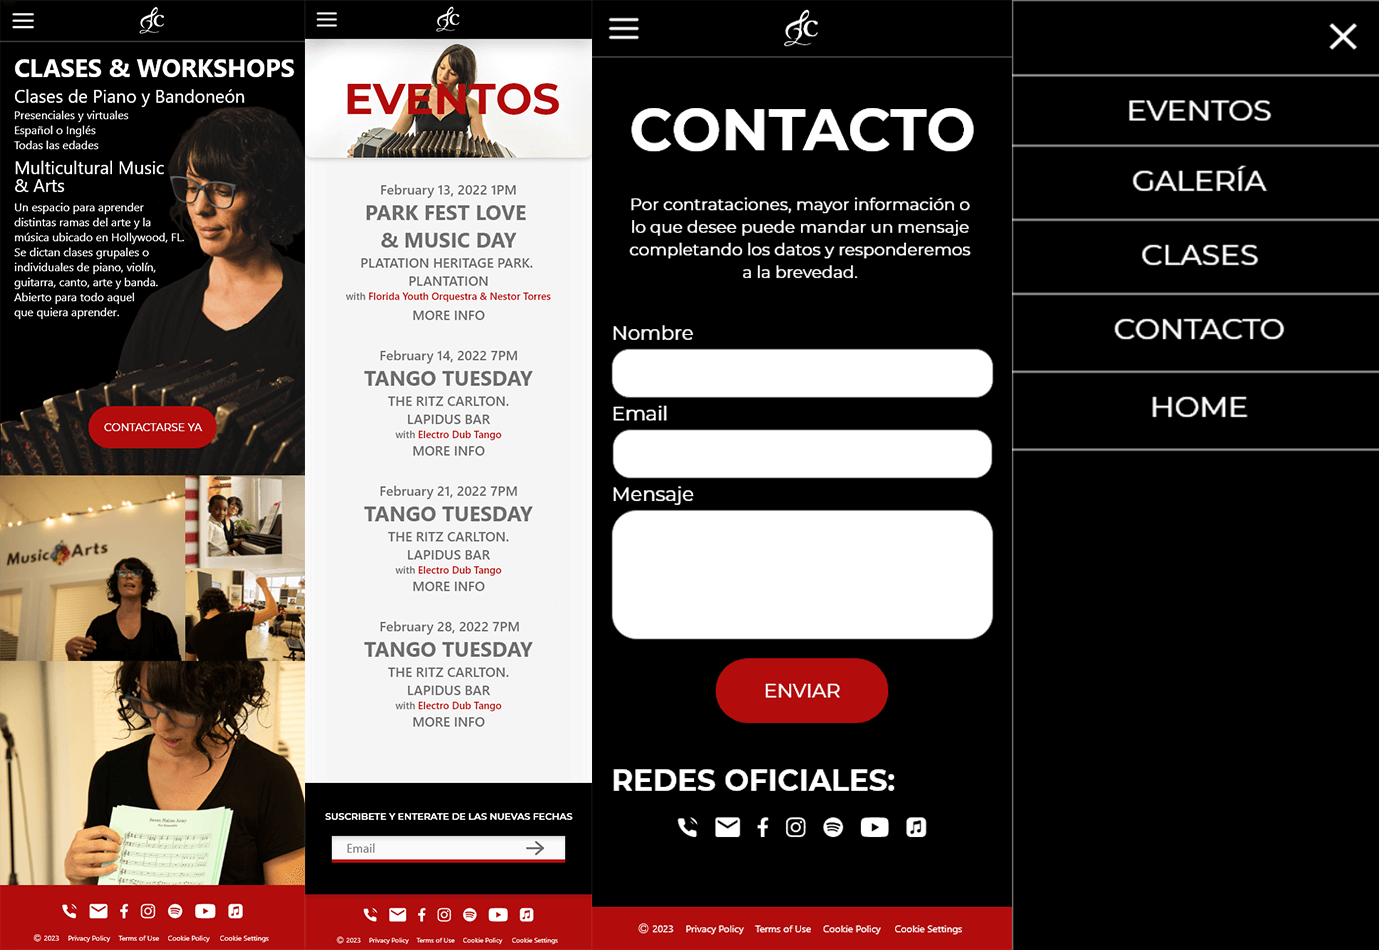 CLASES & WORKSHOPS
Clases de Piano y Bandoneón
Presenciales y virtuales
Español o Inglés
Todas las edades
Multicultural Music
& Arts
Un espacio para aprender
distintas ramas del arte y la
música ubicado en Hollywood, FL.
Se dictan clases grupales o
individuales de piano, violín,
guitarra, canto, arte y banda.
Abierto para todo aquel
que quiera aprender.
CONTACTARSE YA
Music Arts
© 2023 Privacy Policy Terms of Use Cookie Policy Cookie Settings
EVENTOS
February 13, 2022 1PM
PARK FEST LOVE
& MUSIC DAY
PLATATION HERITAGE PARK.
PLANTATION
with Florida Youth Orquestra & Nestor Torres
MORE INFO
February 14, 2022 7PM
TANGO TUESDAY
THE RITZ CARLTON.
LAPIDUS BAR
with Electro Dub Tango
MORE INFO
February 21, 2022 7PM
TANGO TUESDAY
THE RITZ CARLTON.
LAPIDUS BAR
with Electro Dub Tango
MORE INFO
February 28, 2022 7PM
TANGO TUESDAY
THE RITZ CARLTON.
LAPIDUS BAR
with Electro Dub Tango
MORE INFO
SUSCRIBETE Y ENTERATE DE LAS NUEVAS FECHAS
Email
© 2023 Privacy Policy Terms of Use Cookie Policy Cookie Settings
CONTACTO
Por contrataciones, mayor información o
lo que desee puede mandar un mensaje
completando los datos y responderemos
a la brevedad.
Nombre
Email
Mensaje
ENVIAR
REDES OFICIALES:
© 2023 Privacy Policy Terms of Use Cookie Policy Cookie Settings
EVENTOS
GALERÍA
CLASES
CONTACTO
HOME